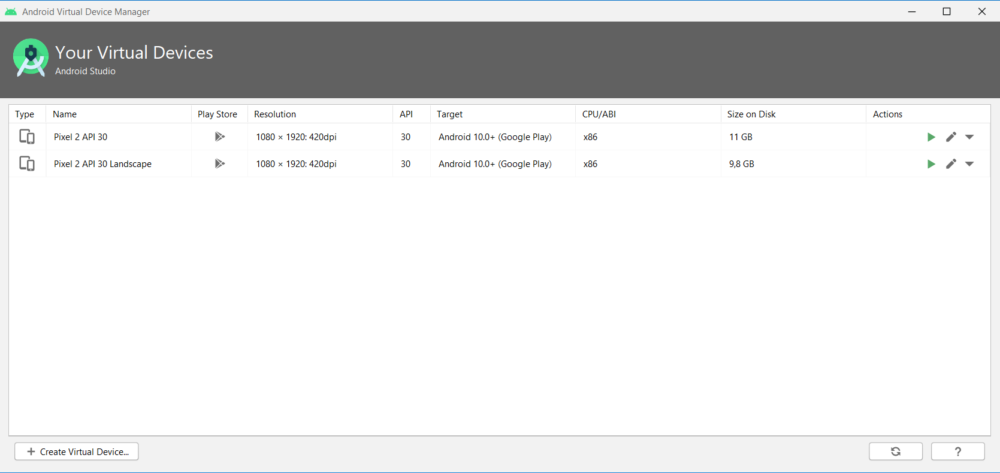 Android Virtual Device Manager
Your Virtual Devices
Android Studio
Type Name Play Store Resolution API Target CPU/ABI Size on Disk Actions
Pixel 2 API 30 1080 × 1920: 420dpi 30 Android 10.0+ (Google Play) x86 11 GB
Pixel 2 API 30 Landscape 1080 × 1920: 420dpi 30 Android 10.0+ (Google Play) x86 9,8 GB
+ Create Virtual Device... ?